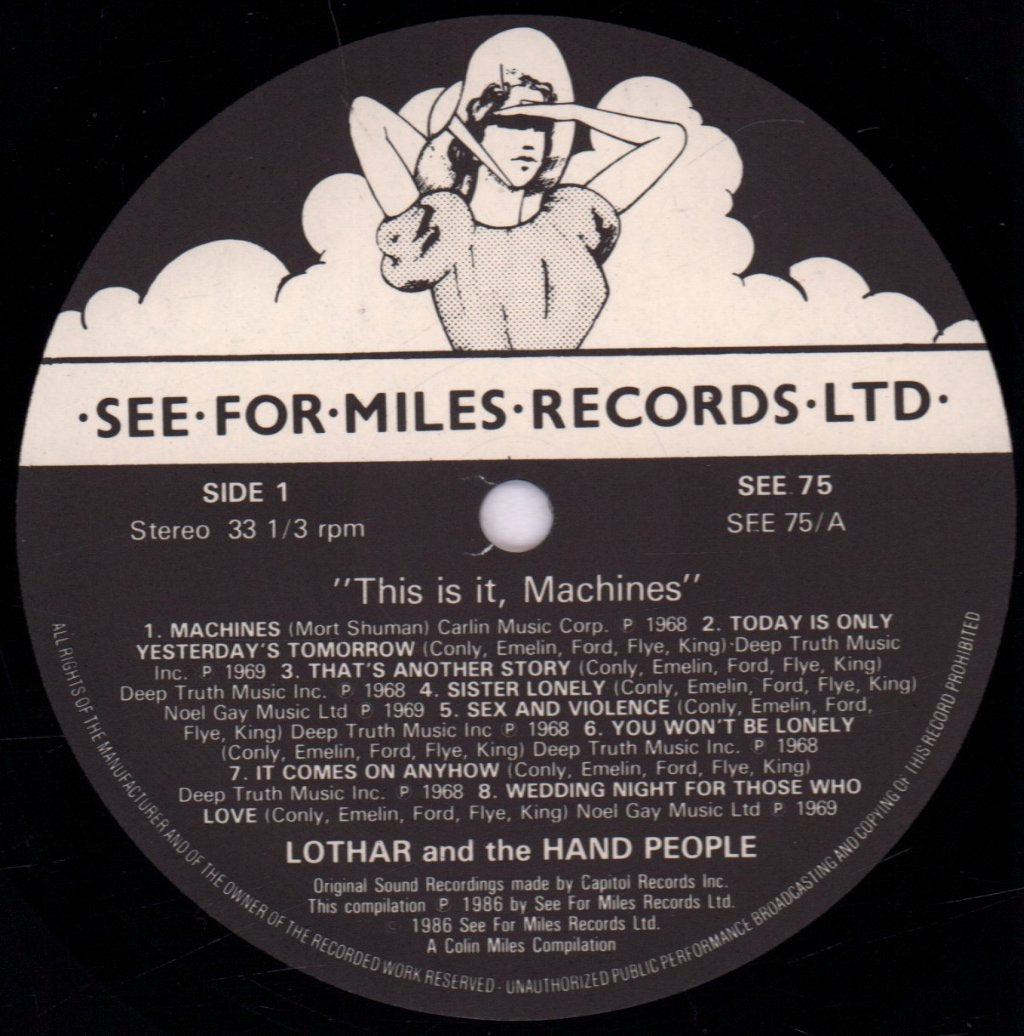 ·SEE·FOR·MILES·RECORDS·LTD·
SIDE 1
Stereo 33 1/3 rpm
SEE 75
SEE 75/A
"This is it, Machines"
1. MACHINES (Mort Shuman) Carlin Music Corp. Ⓟ 1968 2. TODAY IS ONLY
YESTERDAY'S TOMORROW (Conly, Emelin, Ford, Flye, King) Deep Truth Music
Inc. Ⓟ 1969 3. THAT'S ANOTHER STORY (Conly, Emelin, Ford, Flye, King)
Deep Truth Music Inc. Ⓟ 1968 4. SISTER LONELY (Conly, Emelin, Ford, Flye, King)
Noel Gay Music Ltd Ⓟ 1969 5. SEX AND VIOLENCE (Conly, Emelin, Ford,
Flye, King) Deep Truth Music Inc Ⓟ 1968 6. YOU WON'T BE LONELY
(Conly, Emelin, Ford, Flye, King) Deep Truth Music Inc. Ⓟ 1968
7. IT COMES ON ANYHOW (Conly, Emelin, Ford, Flye, King)
Deep Truth Music Inc. Ⓟ 1968 8. WEDDING NIGHT FOR THOSE WHO
LOVE (Conly, Emelin, Ford, Flye, King) Noel Gay Music Ltd Ⓟ 1969
LOTHAR and the HAND PEOPLE
Original Sound Recordings made by Capitol Records Inc.
This compilation Ⓟ 1986 by See For Miles Records Ltd.
© 1986 See For Miles Records Ltd.
A Colin Miles Compilation
ALL RIGHTS OF THE MANUFACTURER AND OF THE OWNER OF THE RECORDED WORK RESERVED - UNAUTHORIZED PUBLIC PERFORMANCE BROADCASTING AND COPYING OF THIS RECORD PROHIBITED